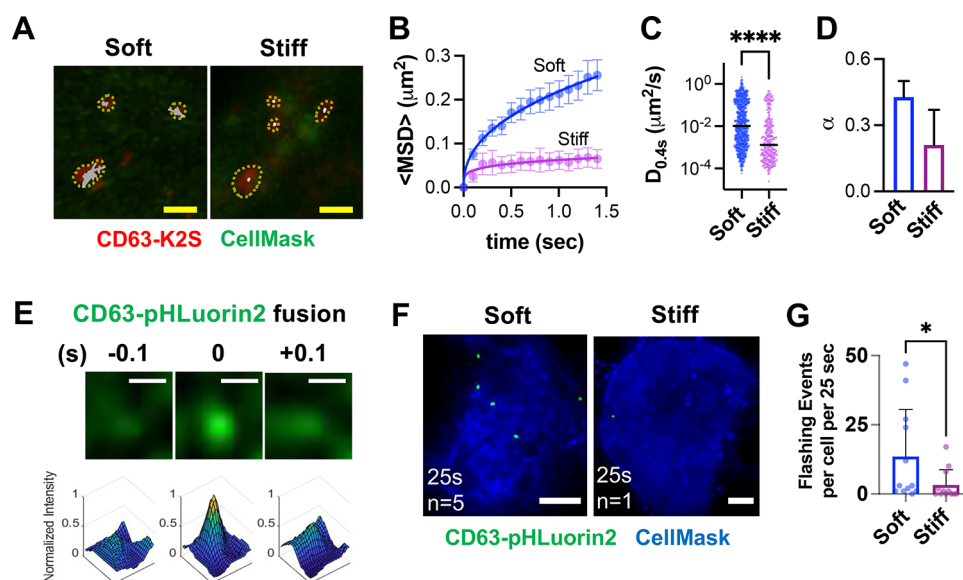 A
Soft Stiff
CD63-K2S CellMask
B
<MSD> (μm²)
0.3
0.2
0.1
0.0
Soft
Stiff
0.0 0.5 1.0 1.5
time (sec)
C
****
D0.4s (μm²/s)
10⁰
10⁻²
10⁻⁴
Soft Stiff
D
α
0.6
0.3
0.0
Soft Stiff
E
CD63-pHLuorin2 fusion
(s) -0.1 0 +0.1
Normalized Intensity
1 1 1
0.5 0.5 0.5
0 0 0
F
Soft Stiff
25s 25s
n=5 n=1
CD63-pHLuorin2 CellMask
G
*
Flashing Events
per cell per 25 sec
50
25
0
Soft Stiff